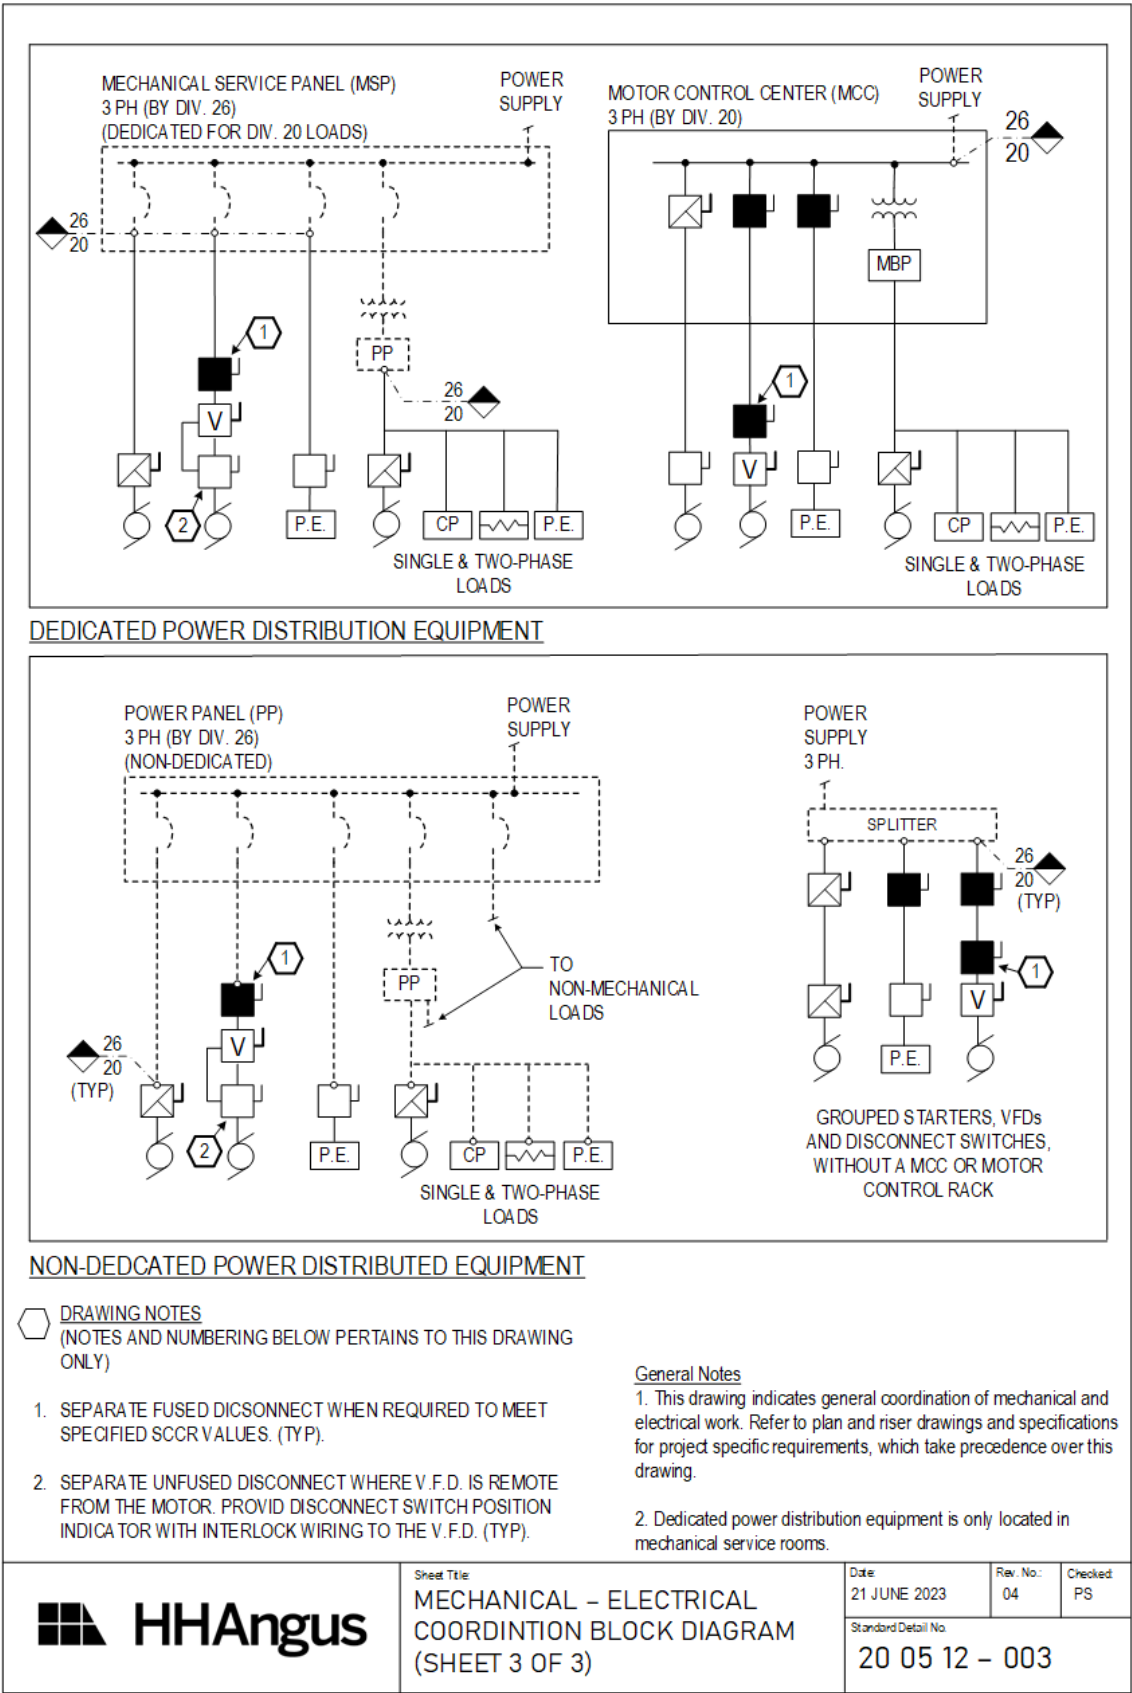 MECHANICAL SERVICE PANEL (MSP)
3 PH (BY DIV. 26)
(DEDICATED FOR DIV. 20 LOADS)
POWER
SUPPLY
26
20
1
V
2
PP
26
20
P.E.
CP
P.E.
SINGLE & TWO-PHASE
LOADS
MOTOR CONTROL CENTER (MCC)
3 PH (BY DIV. 20)
POWER
SUPPLY
26
20
MBP
1
V
P.E.
CP
P.E.
SINGLE & TWO-PHASE
LOADS
DEDICATED POWER DISTRIBUTION EQUIPMENT
POWER PANEL (PP)
3 PH (BY DIV. 26)
(NON-DEDICATED)
POWER
SUPPLY
1
PP
TO
NON-MECHANICAL
LOADS
26
20
(TYP)
V
2
P.E.
CP
P.E.
SINGLE & TWO-PHASE
LOADS
POWER
SUPPLY
3 PH.
SPLITTER
26
20
(TYP)
1
V
P.E.
GROUPED STARTERS, VFDs
AND DISCONNECT SWITCHES,
WITHOUT A MCC OR MOTOR
CONTROL RACK
NON-DEDCATED POWER DISTRIBUTED EQUIPMENT
DRAWING NOTES
(NOTES AND NUMBERING BELOW PERTAINS TO THIS DRAWING
ONLY)
1. SEPARATE FUSED DICSONNECT WHEN REQUIRED TO MEET
SPECIFIED SCCR VALUES. (TYP).
2. SEPARATE UNFUSED DISCONNECT WHERE V.F.D. IS REMOTE
FROM THE MOTOR. PROVID DISCONNECT SWITCH POSITION
INDICATOR WITH INTERLOCK WIRING TO THE V.F.D. (TYP).
General Notes
1. This drawing indicates general coordination of mechanical and
electrical work. Refer to plan and riser drawings and specifications
for project specific requirements, which take precedence over this
drawing.
2. Dedicated power distribution equipment is only located in
mechanical service rooms.
HHAngus
Sheet Title:
MECHANICAL – ELECTRICAL
COORDINTION BLOCK DIAGRAM
(SHEET 3 OF 3)
Date:
21 JUNE 2023
Rev. No.:
04
Checked:
PS
Standard Detail No.
20 05 12 – 003